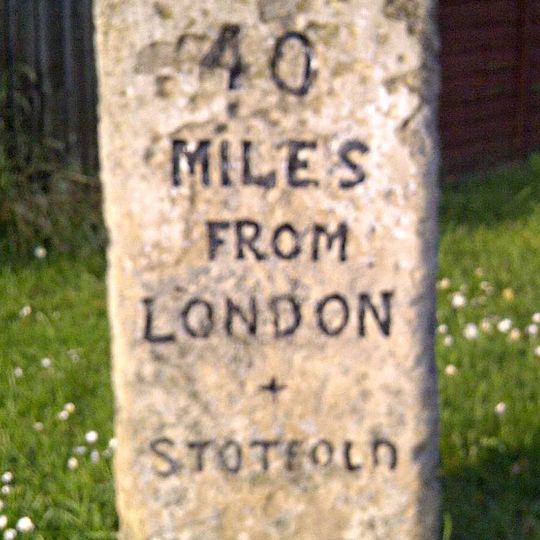 40
MILES
FROM
LONDON
+
STOTFOLD